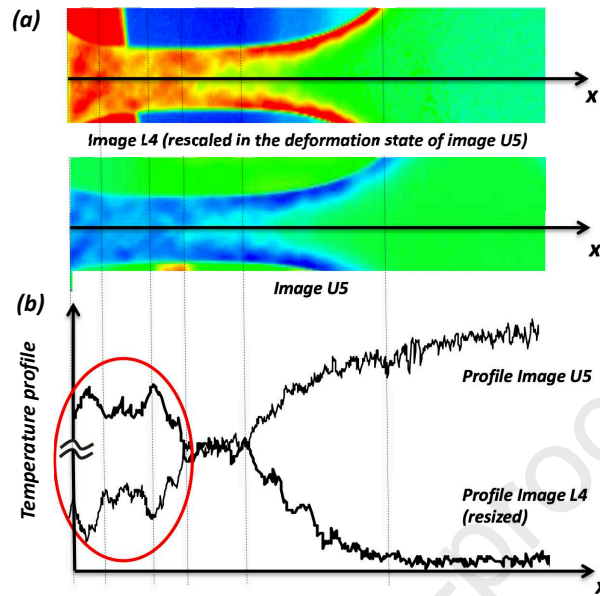 (a)
x
Image L4 (rescaled in the deformation state of image U5)
x
Image U5
(b)
Temperature profile
Profile Image U5
Profile Image L4
(resized)
x